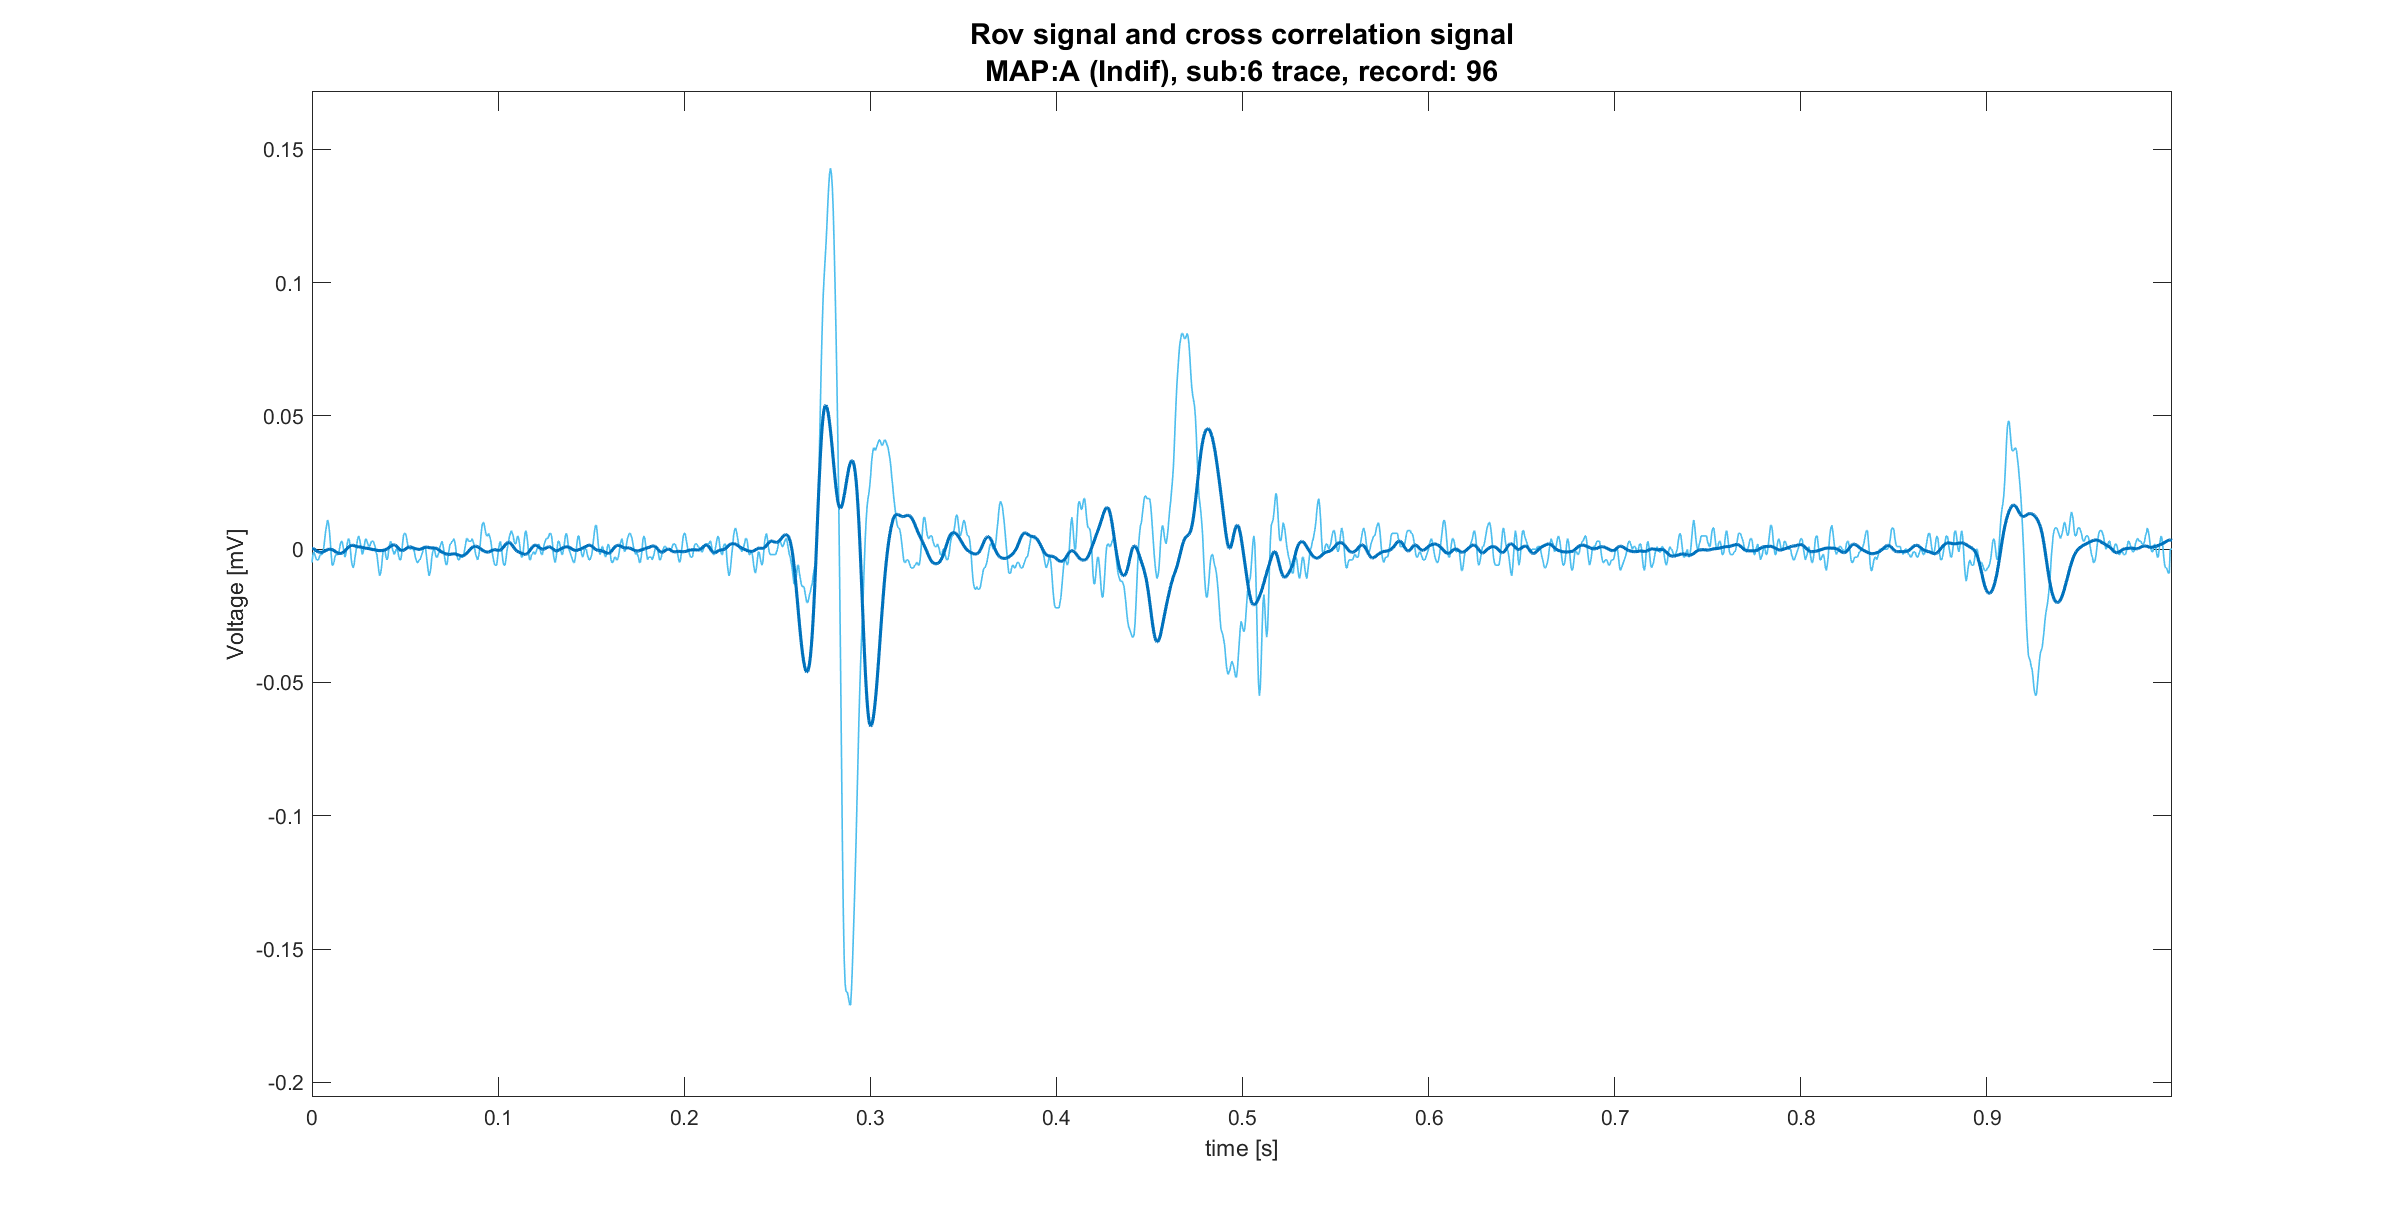 Rov signal and cross correlation signal
MAP:A (Indif), sub:6 trace, record: 96
0.15
0.1
0.05
0
-0.05
-0.1
-0.15
-0.2
Voltage [mV]
0 0.1 0.2 0.3 0.4 0.5 0.6 0.7 0.8 0.9
time [s]